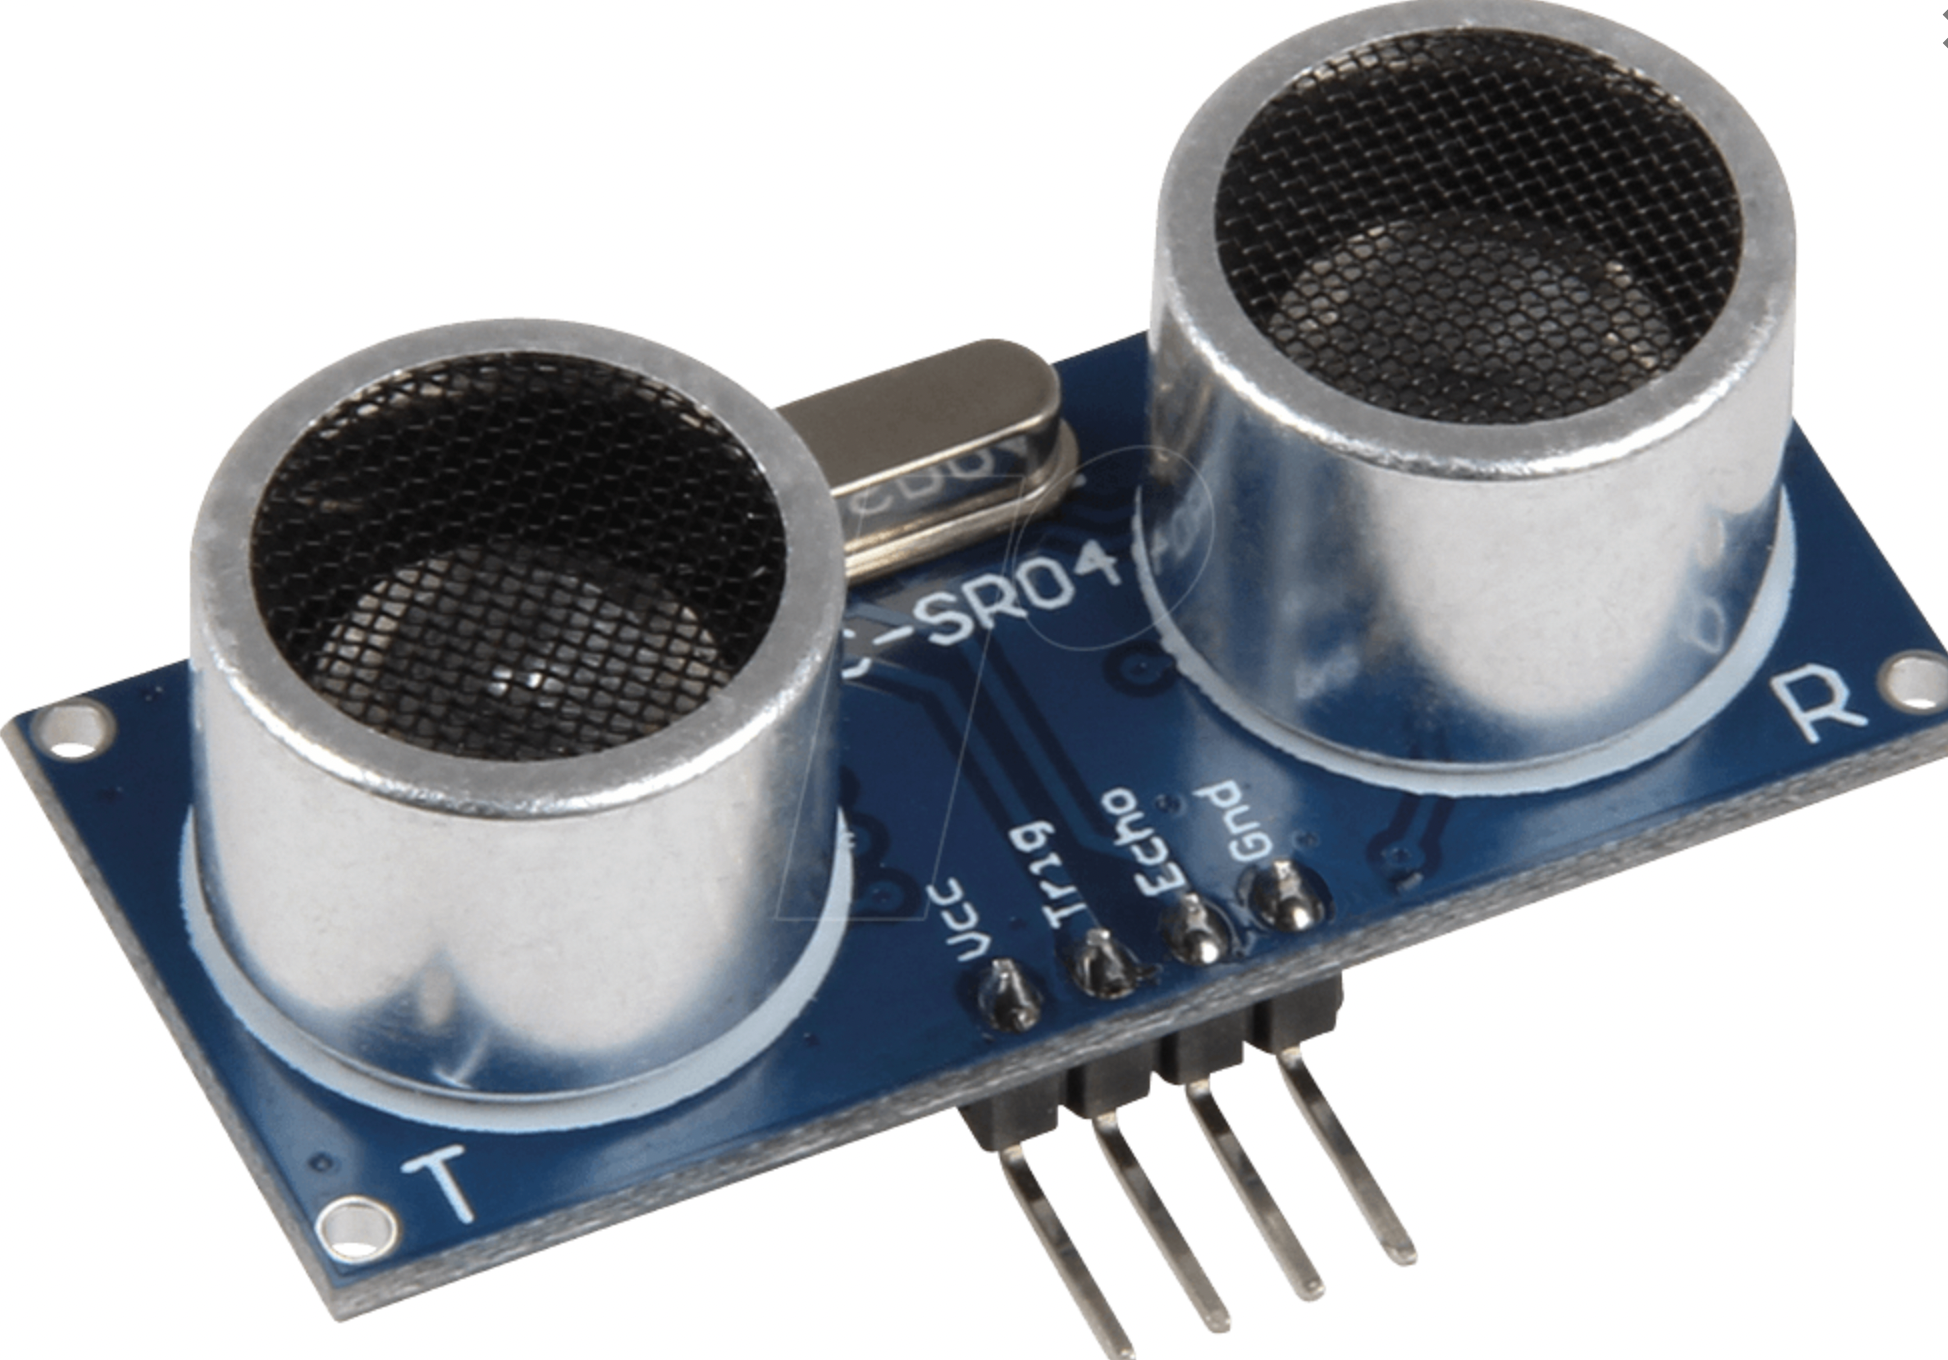 C-SR04
Vcc
Trig
Echo
Gnd
T
R